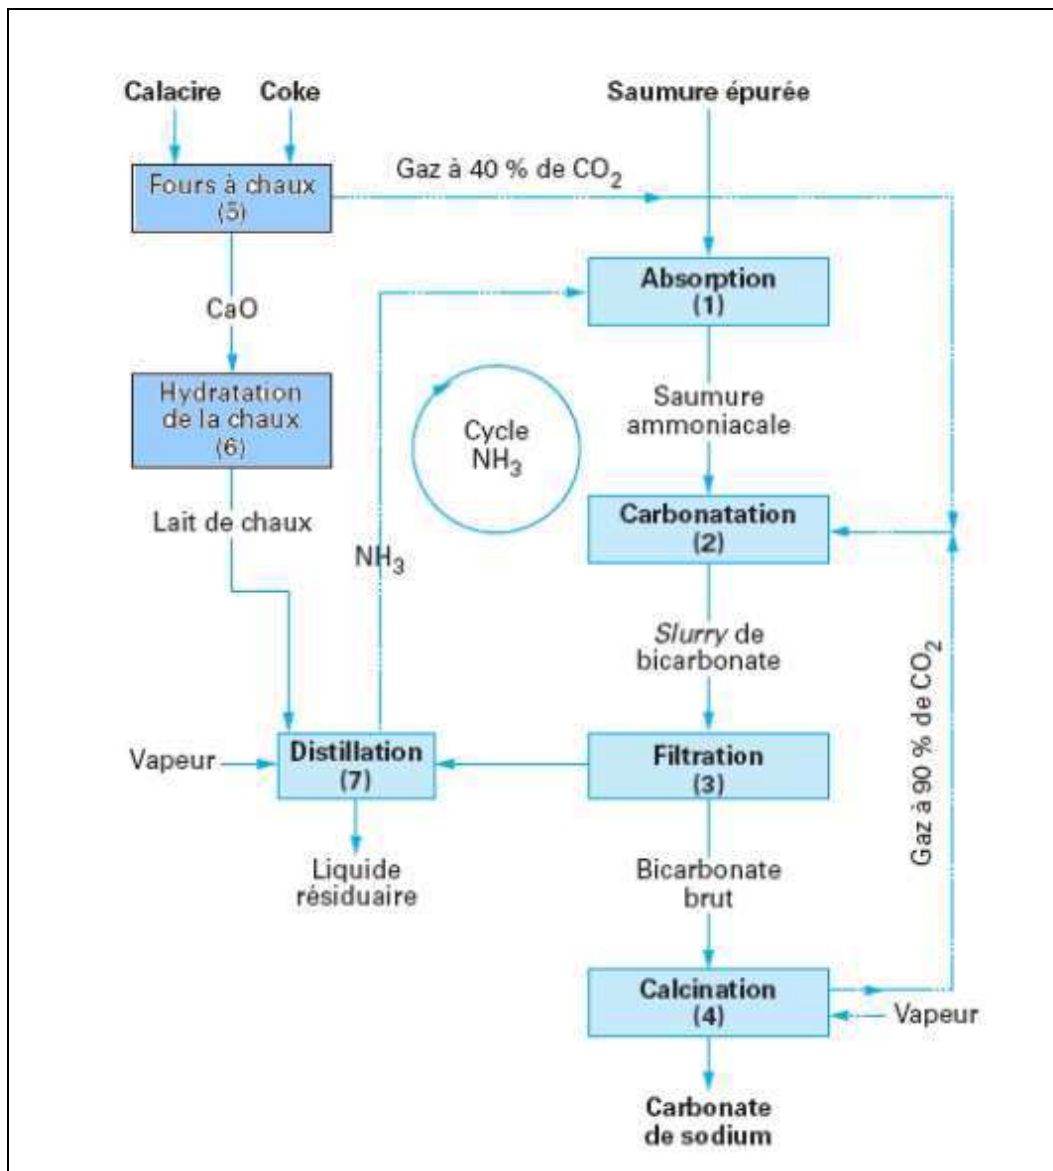 Calacire
Coke
Saumure épurée
Gaz à 40 % de CO₂
Fours à chaux
(5)
Absorption
(1)
CaO
Hydratation
de la chaux
(6)
Cycle
NH₃
Saumure
ammoniacale
Lait de chaux
Carbonatation
(2)
NH₃
Slurry de
bicarbonate
Gaz à 90 % de CO₂
Vapeur
Distillation
(7)
Filtration
(3)
Liquide
résiduaire
Bicarbonate
brut
Calcination
(4)
Vapeur
Carbonate
de sodium